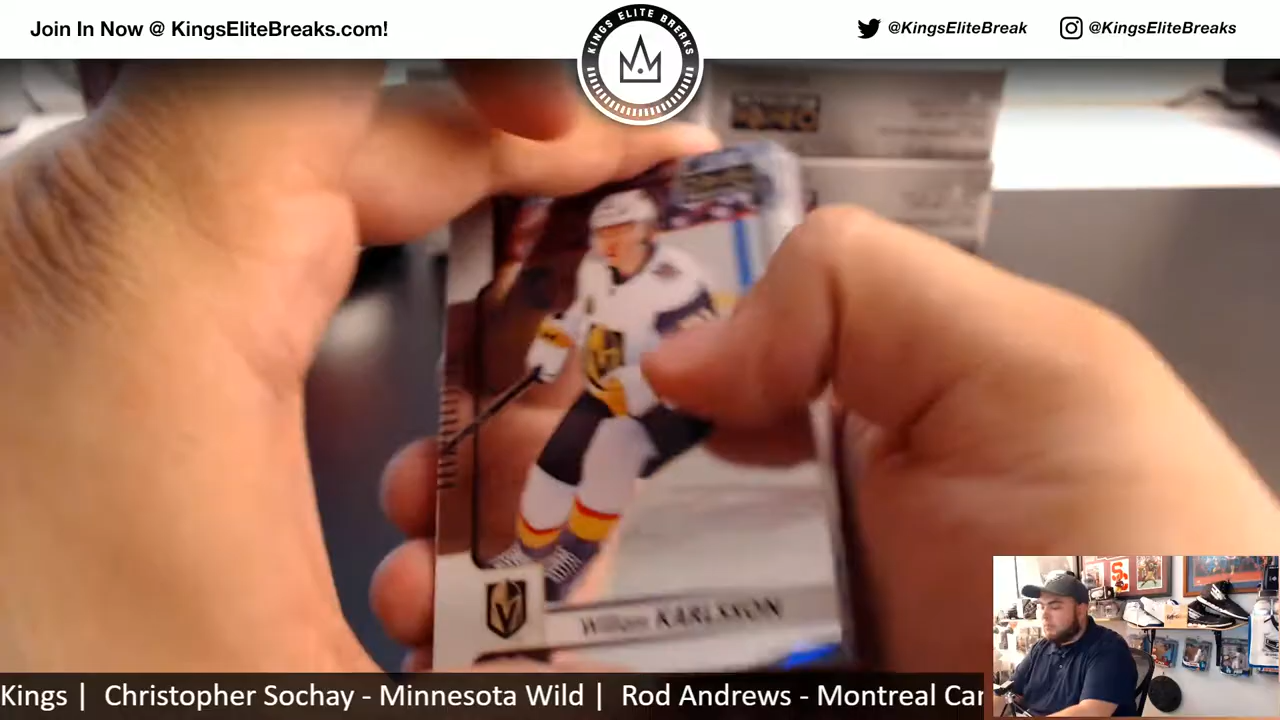 Join In Now @ KingsEliteBreaks.com!
KINGS ELITE BREAKS
@KingsEliteBreak
@KingsEliteBreaks
William KARLSSON
Kings | Christopher Sochay - Minnesota Wild | Rod Andrews - Montreal Can